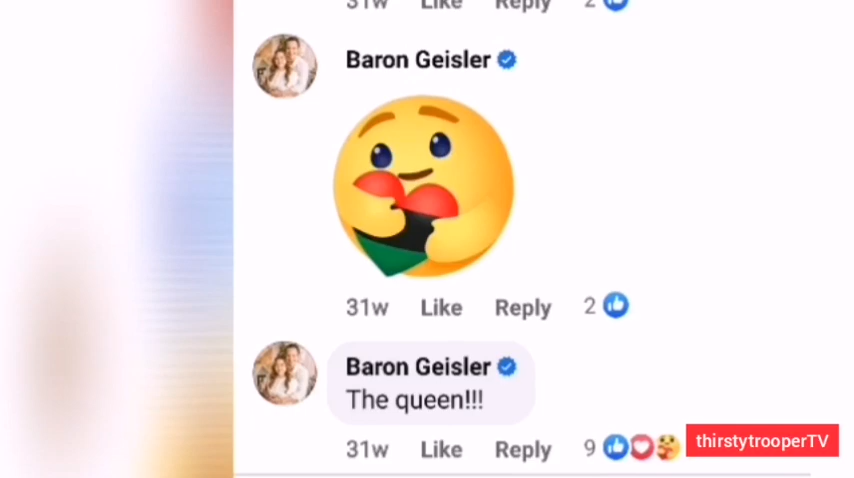 31w Like Reply 2
Baron Geisler
31w Like Reply 2
Baron Geisler
The queen!!!
31w Like Reply 9
thirstytrooperTV